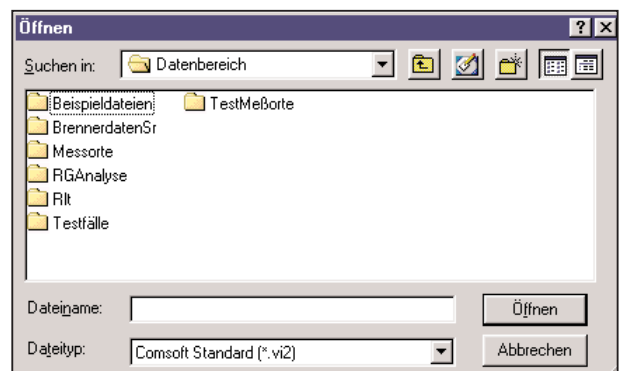 Öffnen
Suchen in: Datenbereich
Beispieldateien TestMeßorte
BrennerdatenSr
Messorte
RGAnalyse
Rlt
Testfälle
Dateiname: Öffnen
Dateityp: Comsoft Standard (*.vi2) Abbrechen